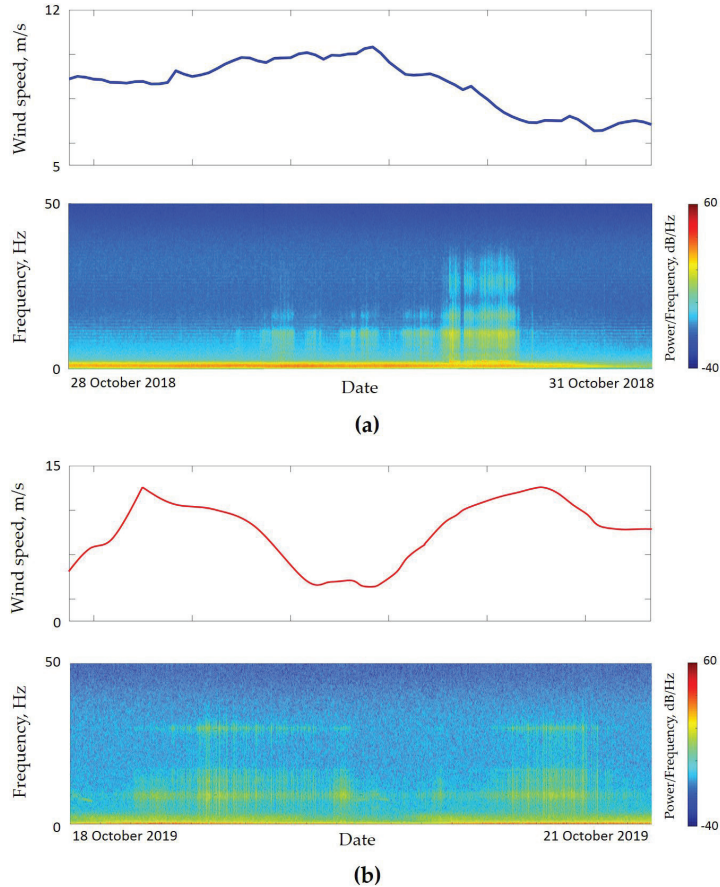 12
Wind speed, m/s
5
50
Frequency, Hz
0
60
Power/Frequency, dB/Hz
-40
28 October 2018
Date
31 October 2018
(a)
15
Wind speed, m/s
0
50
Frequency, Hz
0
60
Power/Frequency, dB/Hz
-40
18 October 2019
Date
21 October 2019
(b)